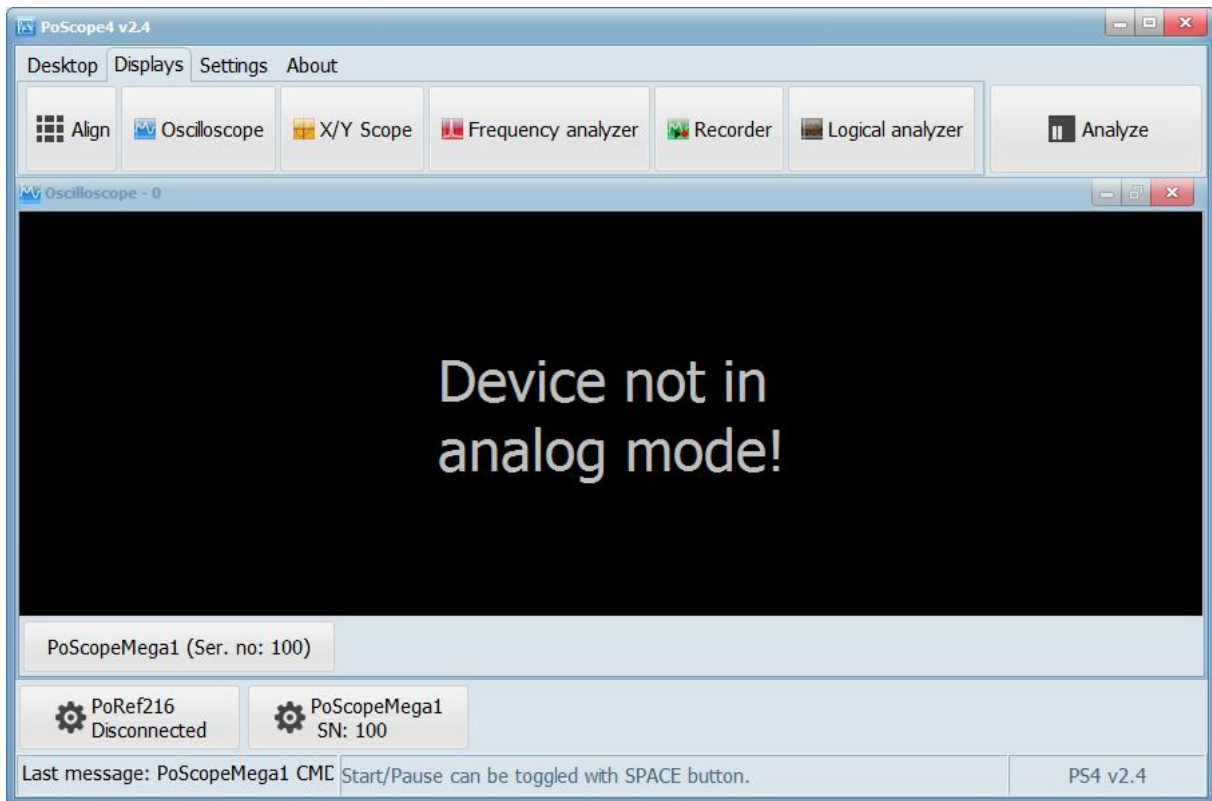 PoScope4 v2.4
Desktop Displays Settings About
Align Oscilloscope X/Y Scope Frequency analyzer Recorder Logical analyzer Analyze
Oscilloscope - 0
Device not in
analog mode!
PoScopeMega1 (Ser. no: 100)
PoRef216
Disconnected
PoScopeMega1
SN: 100
Last message: PoScopeMega1 CMD Start/Pause can be toggled with SPACE button. PS4 v2.4